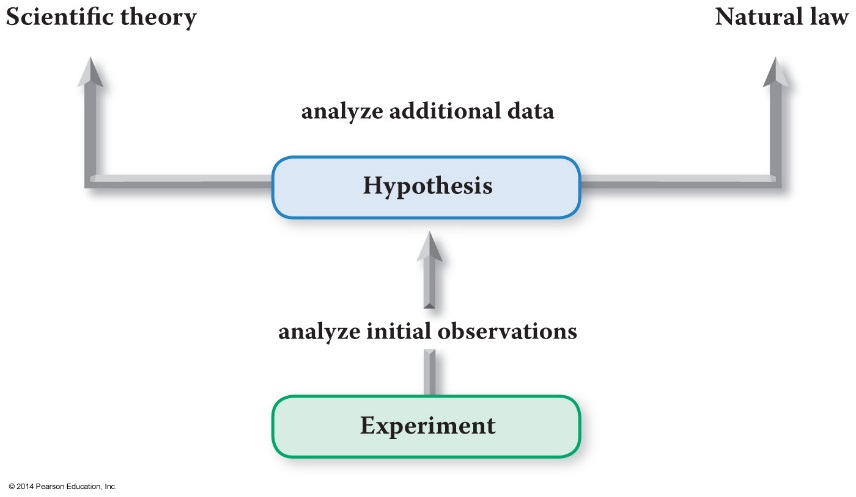 Scientific theory
Natural law
analyze additional data
Hypothesis
analyze initial observations
Experiment
© 2014 Pearson Education, Inc.